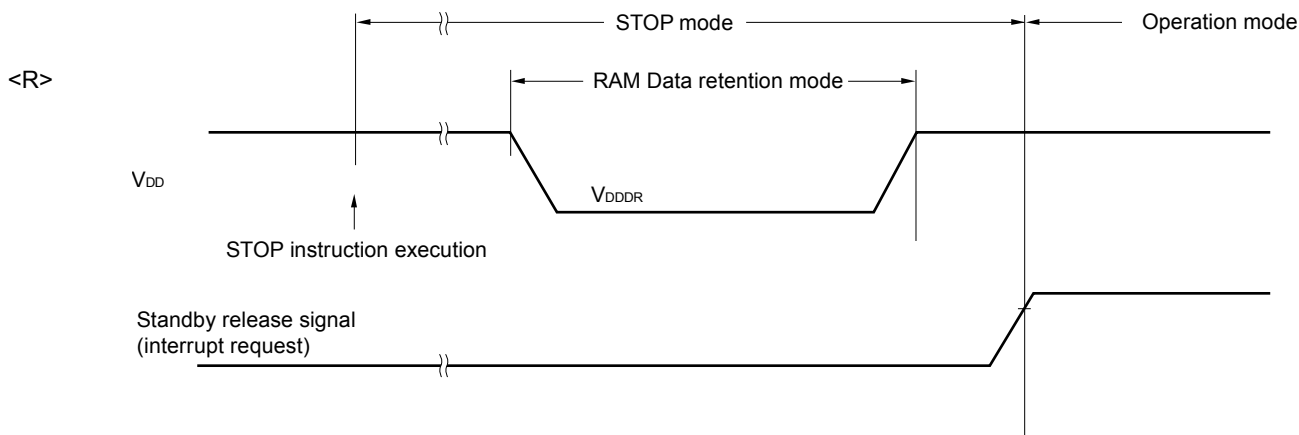 STOP mode
Operation mode
<R>
RAM Data retention mode
VDD
VDDDR
STOP instruction execution
Standby release signal
(interrupt request)